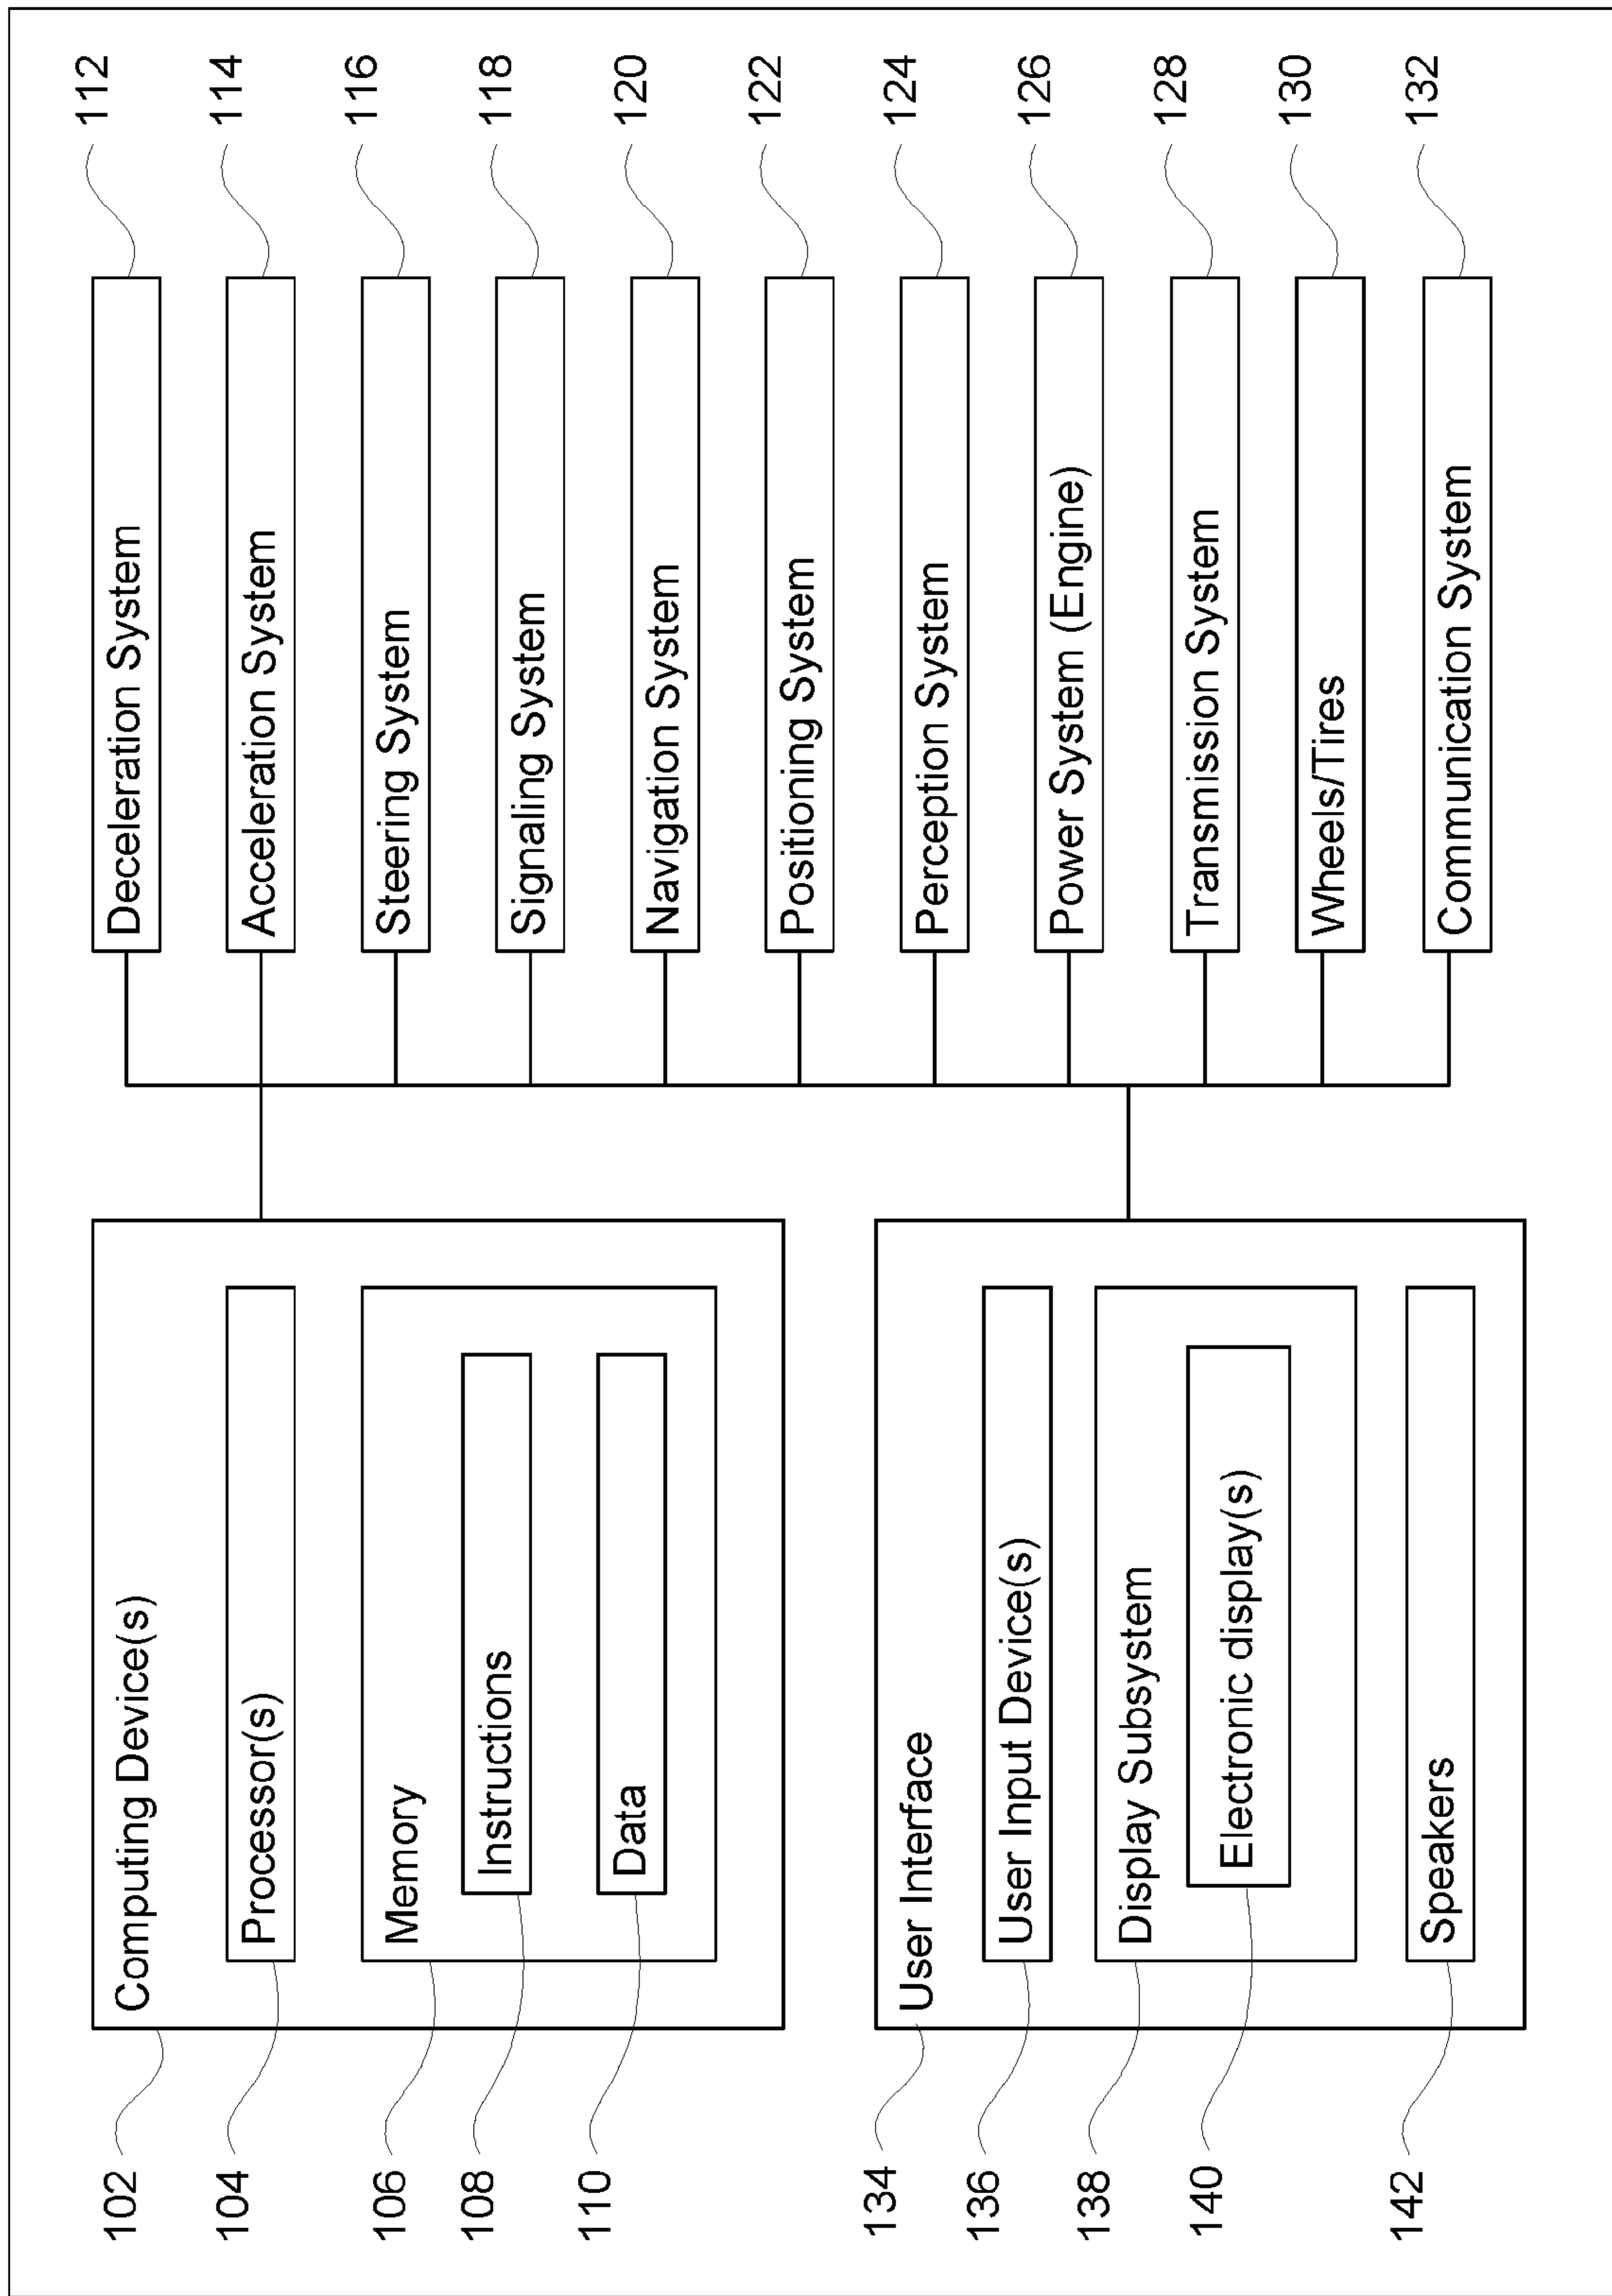 102
Computing Device(s)
104
Processor(s)
106
Memory
108
Instructions
110
Data
134
User Interface
136
User Input Device(s)
138
Display Subsystem
140
Electronic display(s)
142
Speakers
Deceleration System
112
Acceleration System
114
Steering System
116
Signaling System
118
Navigation System
120
Positioning System
122
Perception System
124
Power System (Engine)
126
Transmission System
128
Wheels/Tires
130
Communication System
132